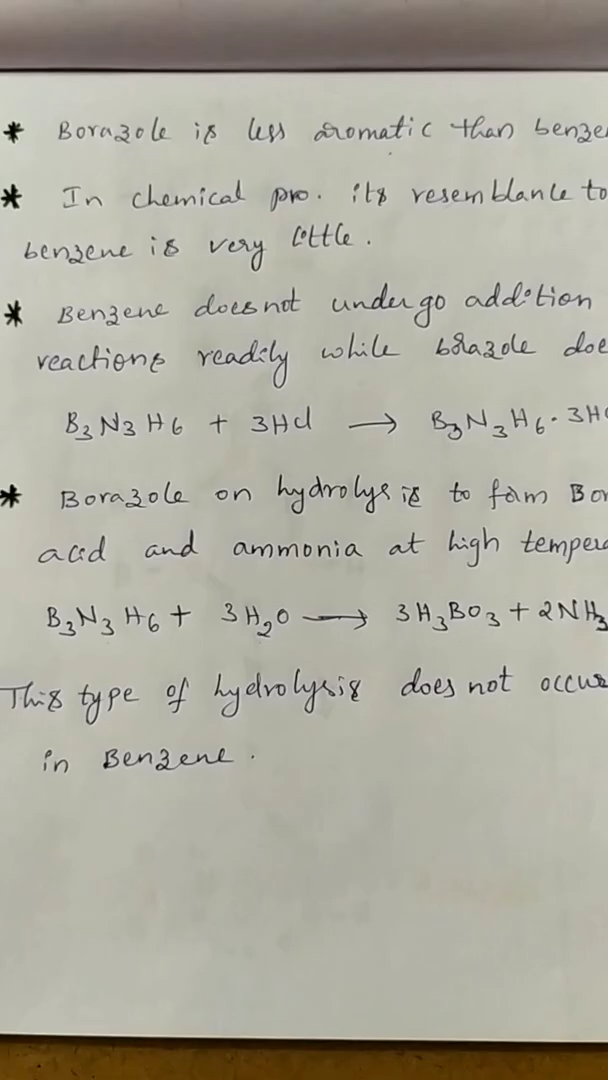 * Borazole is less aromatic than benze
* In chemical pro. its resemblance to
benzene is very little.
* Benzene does not undergo addition
reactions readily while borazole doe
B₃N₃H₆ + 3HCl → B₃N₃H₆·3H
* Borazole on hydrolysis to form Bor
acid and ammonia at high tempera
B₃N₃H₆ + 3H₂O → 3H₃BO₃ + 2NH₃
This type of hydrolysis does not occur
in Benzene.